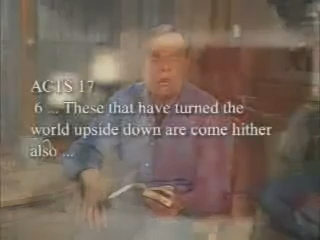 ACTS 17
6 ... These that have turned the
world upside down are come hither
also ...